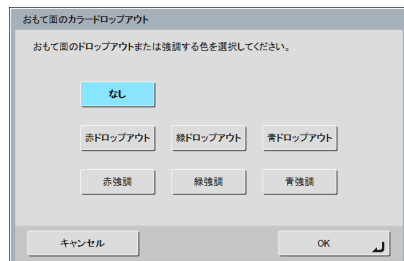 おもて面のカラードロップアウト
おもて面のドロップアウトまたは強調する色を選択してください。
なし
赤ドロップアウト 緑ドロップアウト 青ドロップアウト
赤強調 緑強調 青強調
キャンセル OK